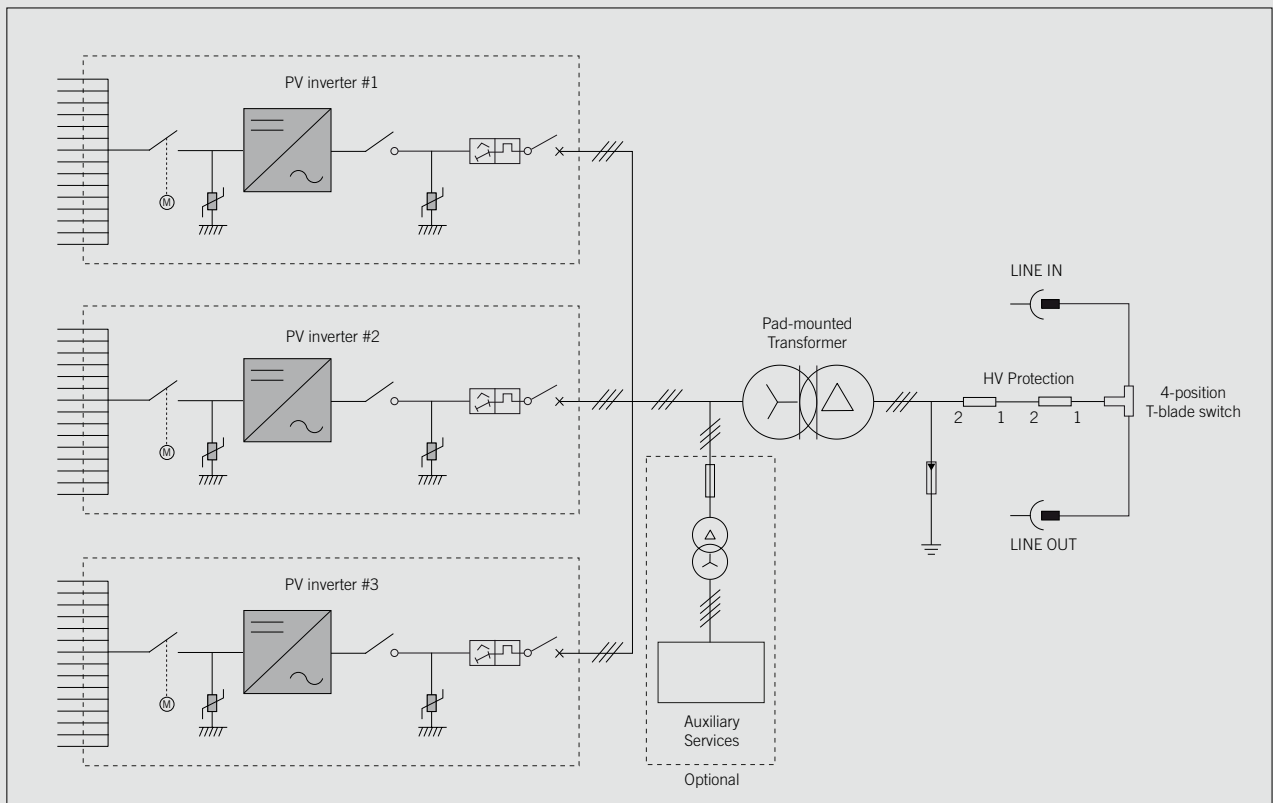 PV inverter #1
M
PV inverter #2
M
PV inverter #3
M
Pad-mounted
Transformer
LINE IN
HV Protection
2 1 2 1
4-position
T-blade switch
LINE OUT
Auxiliary
Services
Optional